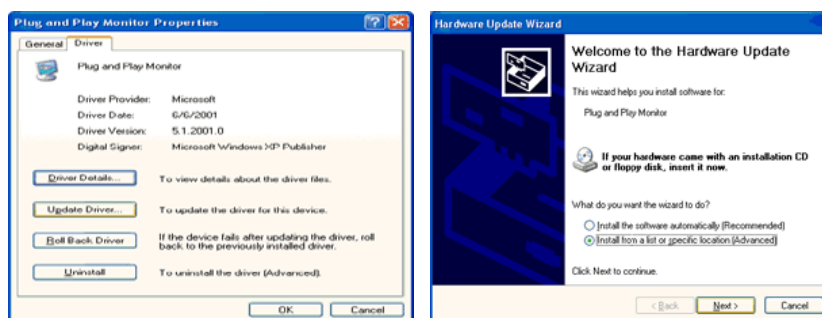 Plug and Play Monitor Properties
General
Driver
Plug and Play Monitor
Driver Provider: Microsoft
Driver Date: 6/6/2001
Driver Version: 5.1.2001.0
Digital Signer: Microsoft Windows XP Publisher
Driver Details... To view details about the driver files.
Update Driver... To update the driver for this device.
Roll Back Driver If the device fails after updating the driver, roll
back to the previously installed driver.
Uninstall To uninstall the driver (Advanced).
OK Cancel
Hardware Update Wizard
Welcome to the Hardware Update
Wizard
This wizard helps you install software for:
Plug and Play Monitor
If your hardware came with an installation CD
or floppy disk, insert it now.
What do you want the wizard to do?
Install the software automatically (Recommended)
Install from a list or specific location (Advanced)
Click Next to continue.
< Back Next > Cancel